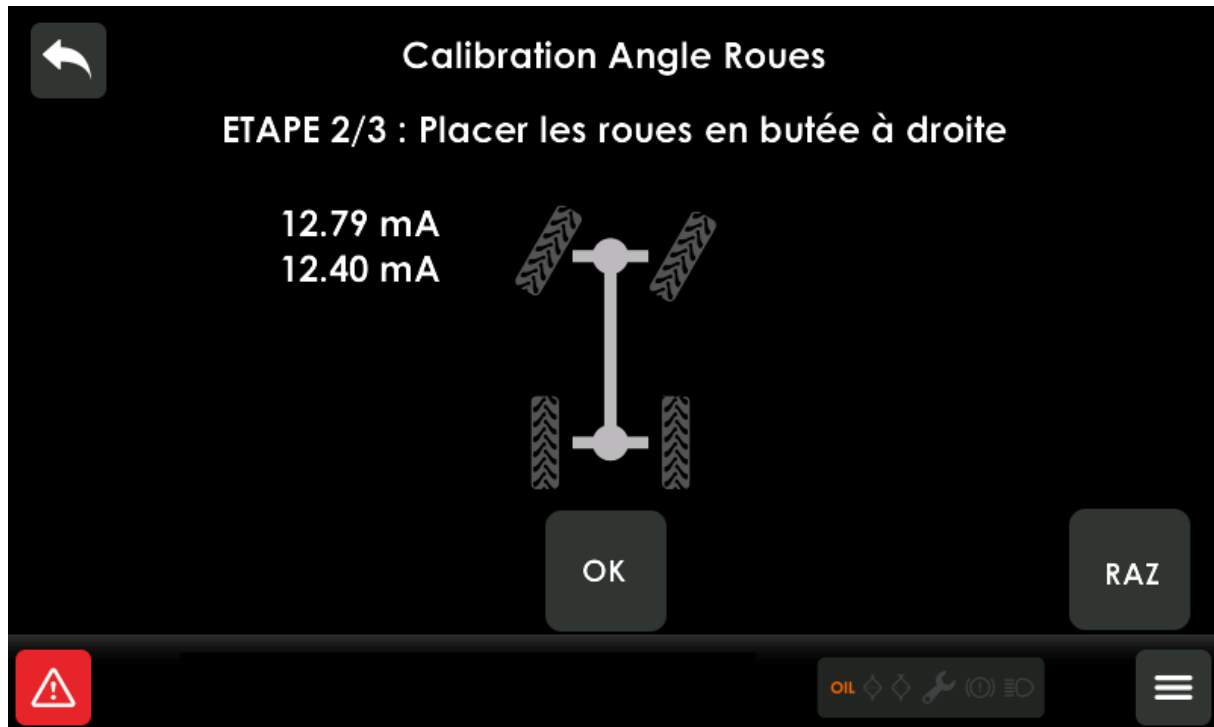 Calibration Angle Roues
ETAPE 2/3 : Placer les roues en butée à droite
12.79 mA
12.40 mA
OK
RAZ
OIL